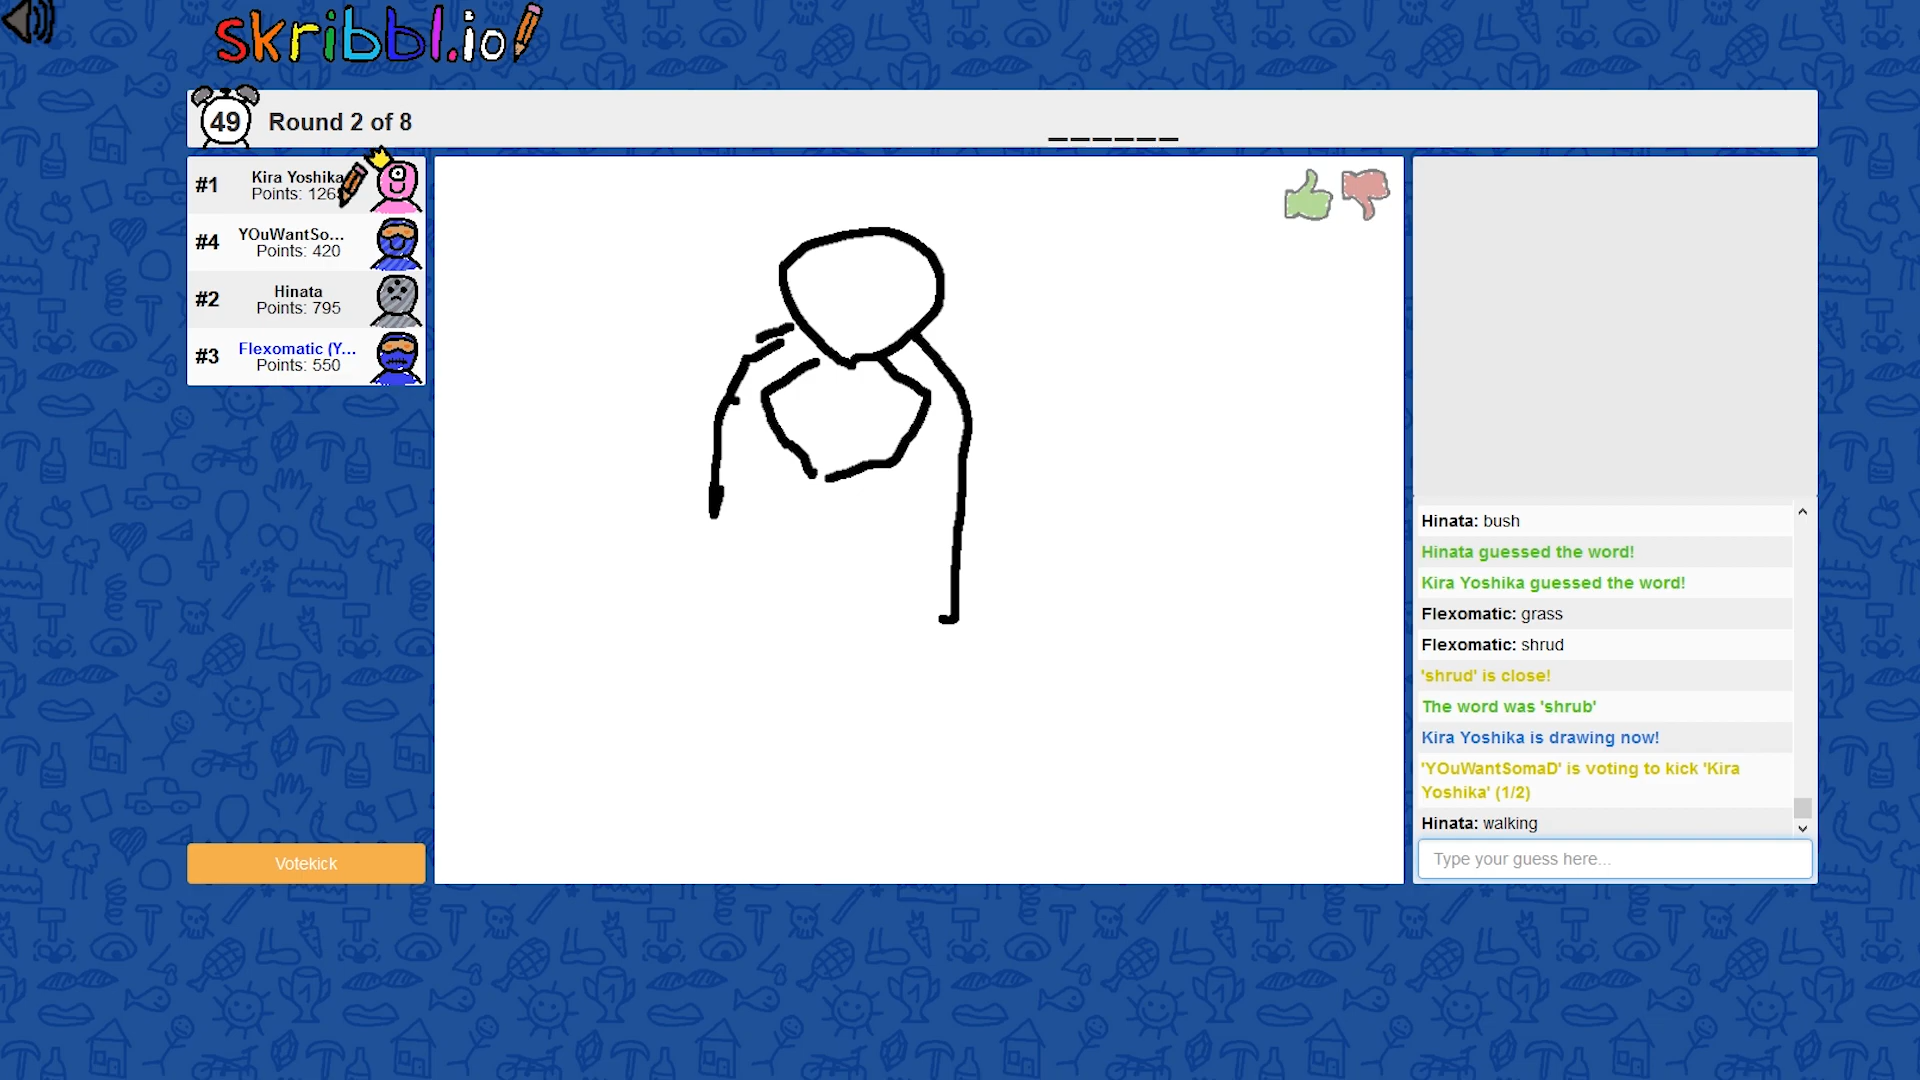 skribbl.io
49
Round 2 of 8
______
#1
Kira Yoshika
Points: 126
#4
YOuWantSo...
Points: 420
#2
Hinata
Points: 795
#3
Flexomatic (Y...
Points: 550
Votekick
Hinata: bush
Hinata guessed the word!
Kira Yoshika guessed the word!
Flexomatic: grass
Flexomatic: shrud
'shrud' is close!
The word was 'shrub'
Kira Yoshika is drawing now!
'YOuWantSomaD' is voting to kick 'Kira
Yoshika' (1/2)
Hinata: walking
Type your guess here...